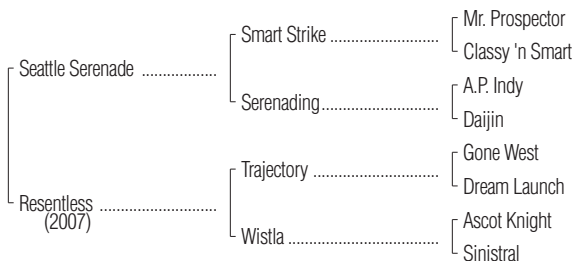 Mr. Prospector
Smart Strike ........................................
Classy 'n Smart
Seattle Serenade ...................
A.P. Indy
Serenading...........................................
Daijin
Gone West
Trajectory ............................................
Dream Launch
Resentless ..............................
(2007)
Ascot Knight
Wistla ...................................................
Sinistral